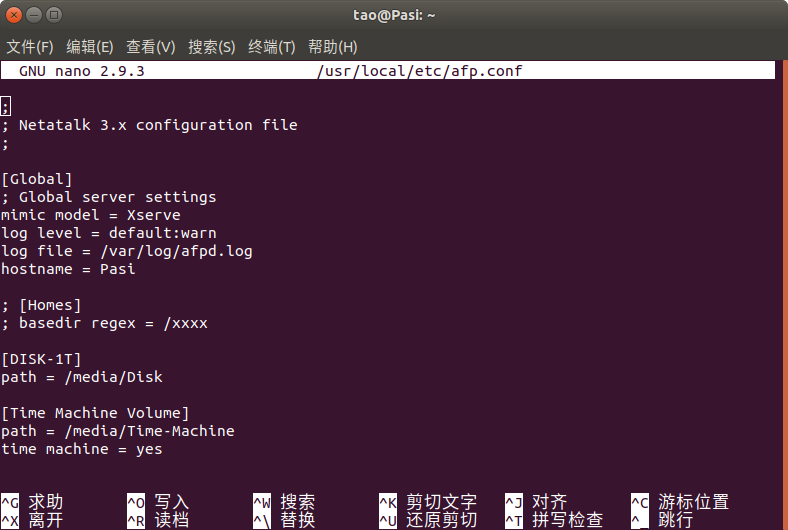 tao@Pasi: ~
文件(F) 编辑(E) 查看(V) 搜索(S) 终端(T) 帮助(H)
GNU nano 2.9.3 /usr/local/etc/afp.conf
;
; Netatalk 3.x configuration file
;
[Global]
; Global server settings
mimic model = Xserve
log level = default:warn
log file = /var/log/afpd.log
hostname = Pasi
; [Homes]
; basedir regex = /xxxx
[DISK-1T]
path = /media/Disk
[Time Machine Volume]
path = /media/Time-Machine
time machine = yes
^G 求助 ^O 写入 ^W 搜索 ^K 剪切文字 ^J 对齐 ^C 游标位置
^X 离开 ^R 读档 ^\ 替换 ^U 还原剪切 ^T 拼写检查 ^_ 跳行